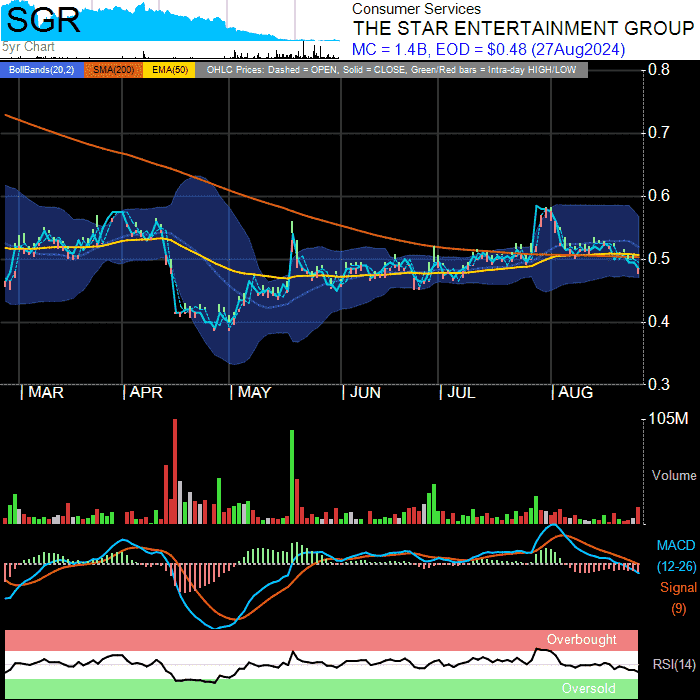 SGR
5yr Chart
Consumer Services
THE STAR ENTERTAINMENT GROUP
MC = 1.4B, EOD = $0.48 (27Aug2024)
BollBands(20,2) SMA(200) EMA(50) OHLC Prices: Dashed = OPEN, Solid = CLOSE, Green/Red bars = Intra-day HIGH/LOW
0.8
0.7
0.6
0.5
0.4
0.3
| MAR | APR | MAY | JUN | JUL | AUG
105M
Volume
MACD
(12-26)
Signal
(9)
Overbought
RSI(14)
Oversold